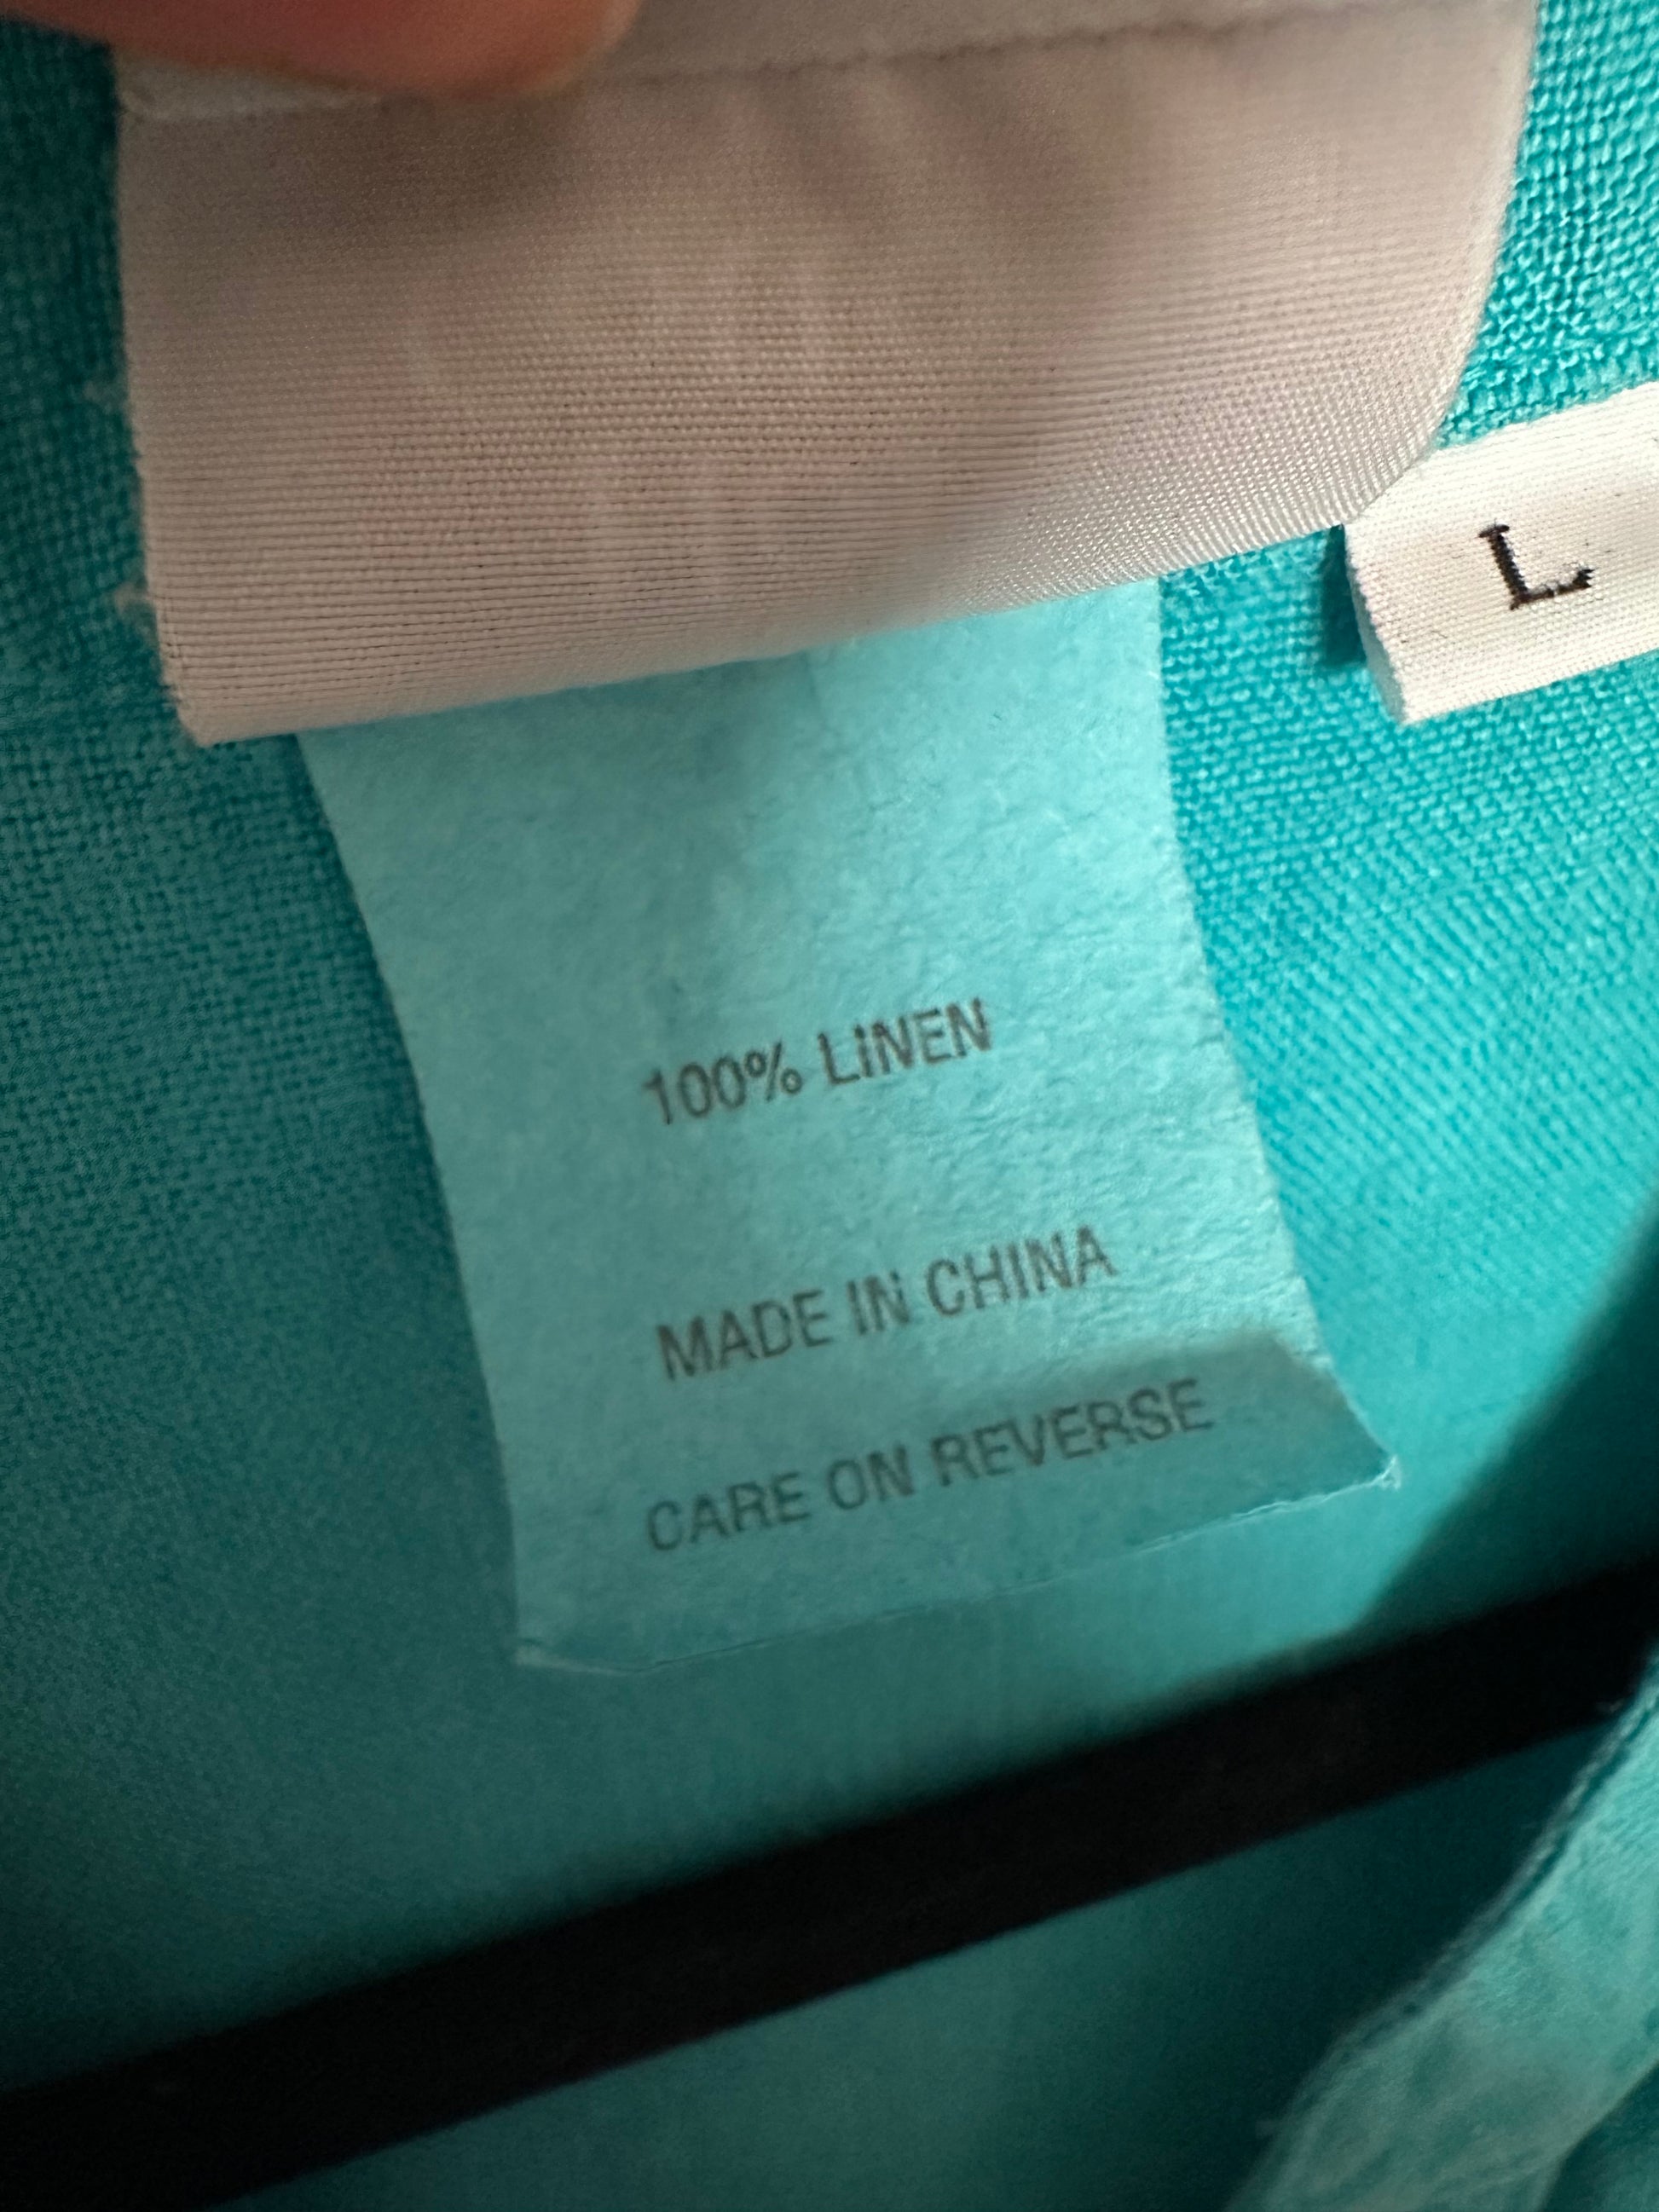 L
100% LINEN
MADE IN CHINA
CARE ON REVERSE